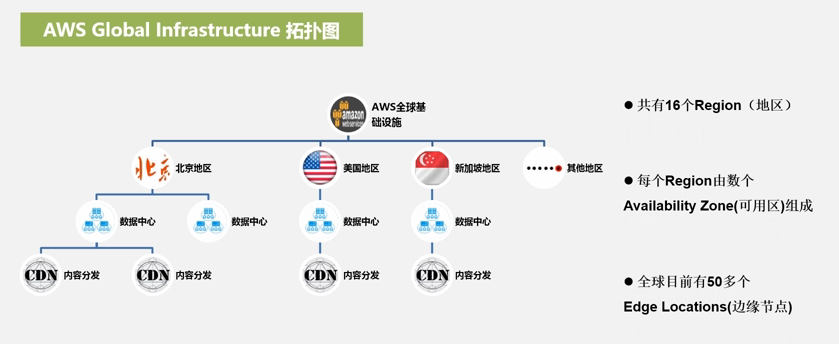 AWS Global Infrastructure 拓扑图
amazon
webservices
AWS全球基
础设施
北京
北京地区
美国地区
新加坡地区
其他地区
数据中心
数据中心
数据中心
数据中心
CDN
内容分发
CDN
内容分发
CDN
内容分发
CDN
内容分发
● 共有16个Region（地区）
● 每个Region由数个
Availability Zone(可用区)组成
● 全球目前有50多个
Edge Locations(边缘节点)